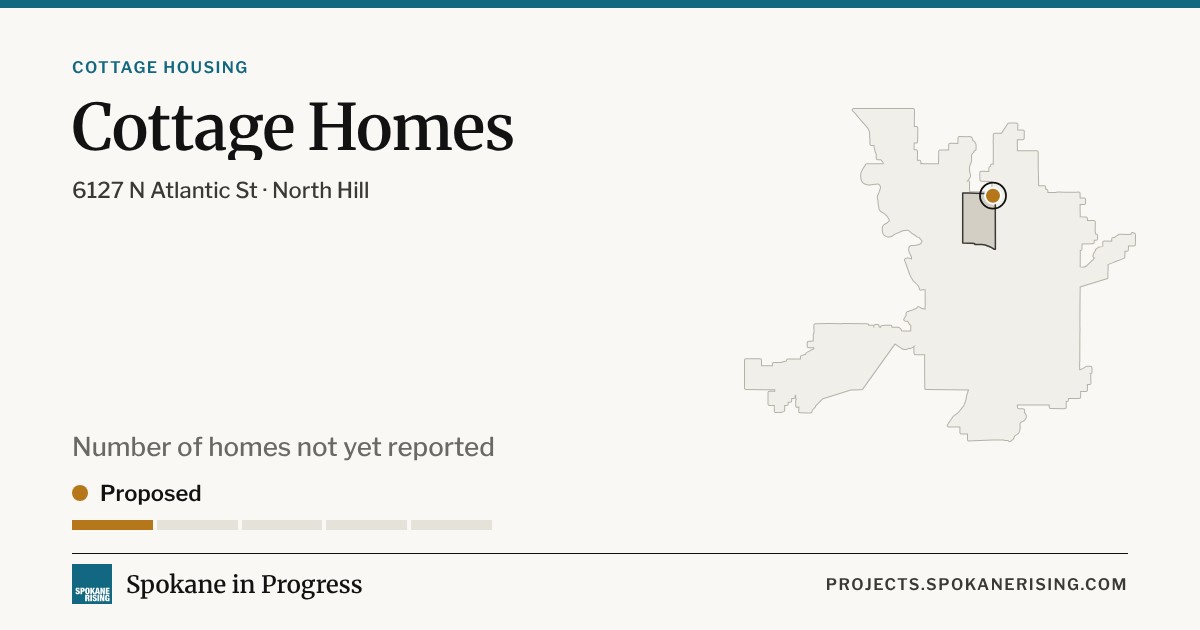 COTTAGE HOUSING
Cottage Homes
6127 N Atlantic St · North Hill
Number of homes not yet reported
Proposed
SPOKANE
RISING
Spokane in Progress
PROJECTS.SPOKANERISING.COM